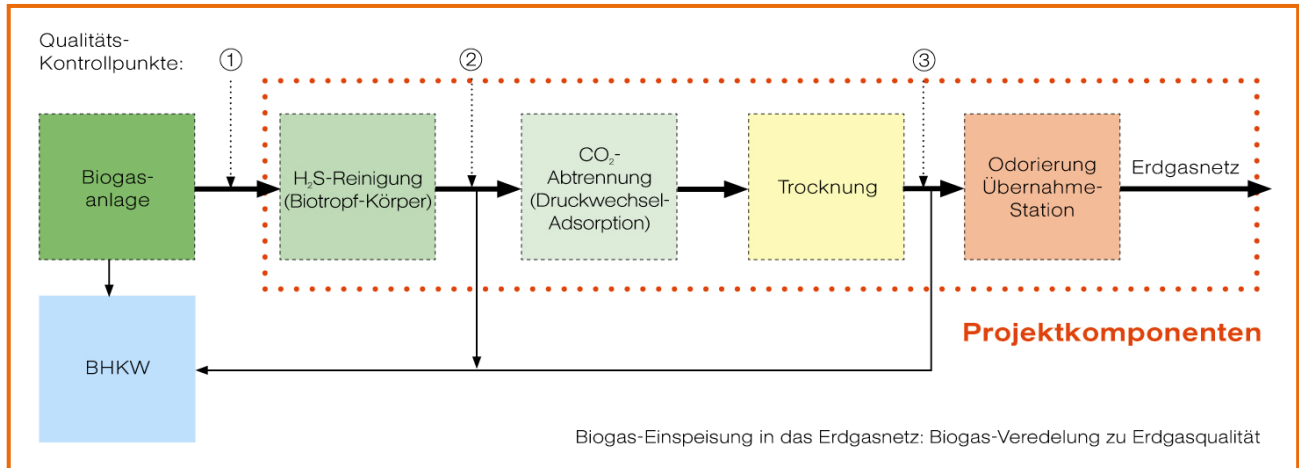 Qualitäts-
Kontrollpunkte:
①
②
③
Biogas-
anlage
H₂S-Reinigung
(Biotropf-Körper)
CO₂-
Abtrennung
(Druckwechsel-
Adsorption)
Trocknung
Odorierung
Übernahme-
Station
Erdgasnetz
BHKW
Projektkomponenten
Biogas-Einspeisung in das Erdgasnetz: Biogas-Veredelung zu Erdgasqualität